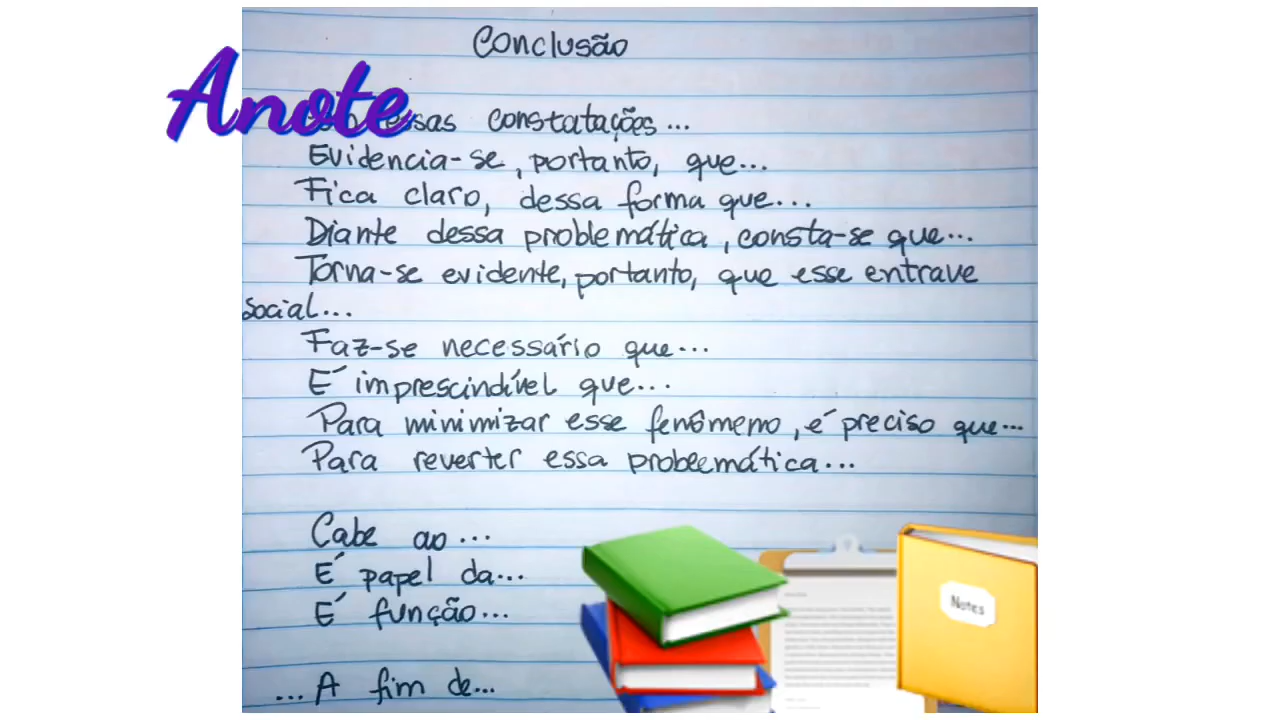 Conclusão
Anote
essas constatações...
Evidencia-se, portanto, que...
Fica claro, dessa forma que...
Diante dessa problemática, consta-se que...
Torna-se evidente, portanto, que esse entrave
social...
Faz-se necessário que...
É imprescindível que...
Para minimizar esse fenômeno, é preciso que...
Para reverter essa problemática...
Cabe ao...
É papel da...
É função...
... A fim de...
Notes